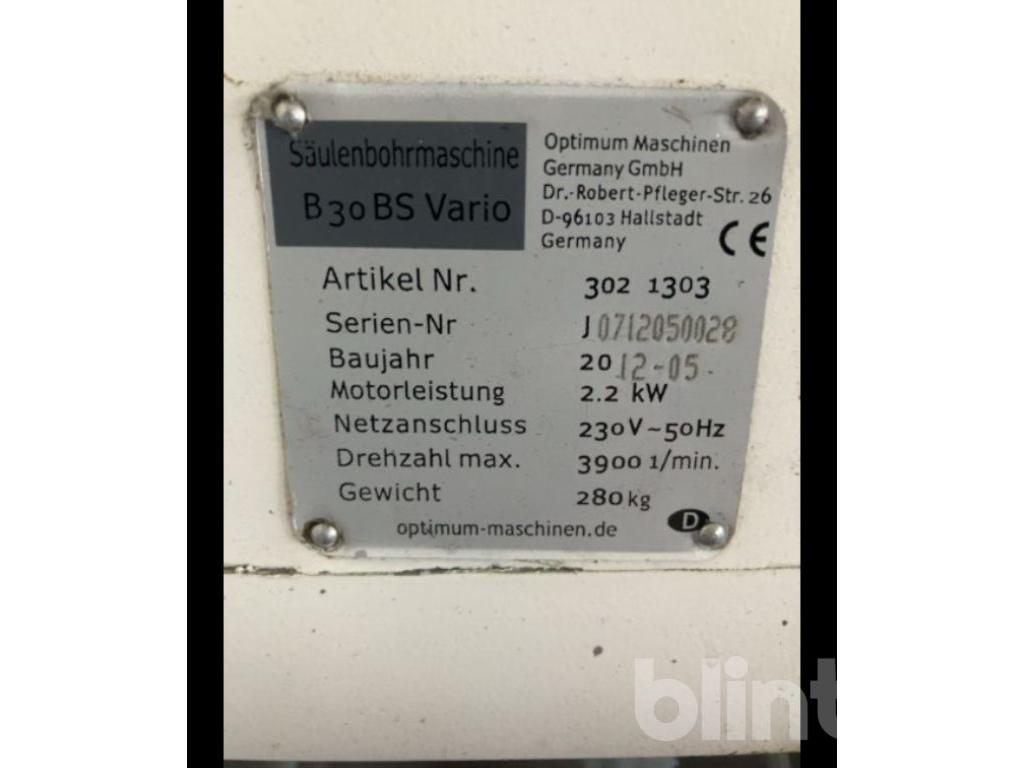 Säulenbohrmaschine
B30 BS Vario
Optimum Maschinen
Germany GmbH
Dr.-Robert-Pfleger-Str. 26
D-96103 Hallstadt
Germany
CE
Artikel Nr. 302 1303
Serien-Nr J0712050028
Baujahr 2012-05
Motorleistung 2.2 kW
Netzanschluss 230V~50Hz
Drehzahl max. 3900 1/min.
Gewicht 280kg
optimum-maschinen.de
D
blint